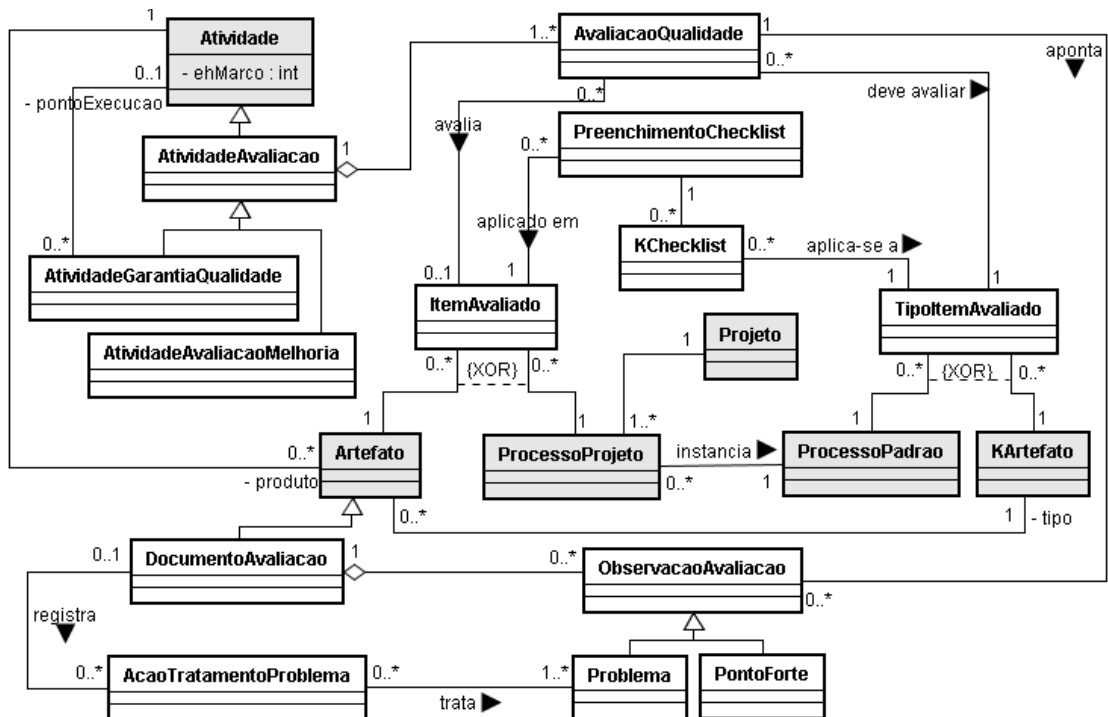 1
Atividade
1..*
AvaliacaoQualidade
1
- ehMarco : int
0..1
0..*
aponta
- pontoExecucao
0..*
deve avaliar
avalia
PreenchimentoChecklist
0..*
AtividadeAvaliacao
1
1
0..*
aplicado em
0..*
KChecklist
0..*
aplica-se a
AtividadeGarantiaQualidade
0..1
1
1
1
ItemAvaliado
TipoItemAvaliado
AtividadeAvaliacaoMelhoria
Projeto
1
0..*
{XOR}
0..*
0..*
{XOR}
0..*
1
1
1..*
1
1
0..*
Artefato
ProcessoProjeto
instancia
ProcessoPadrao
KArtefato
- produto
0..*
1
0..*
1
- tipo
0..1
DocumentoAvaliacao
1
0..*
ObservacaoAvaliacao
0..*
registra
0..*
AcaoTratamentoProblema
0..*
1..*
Problema
PontoForte
trata